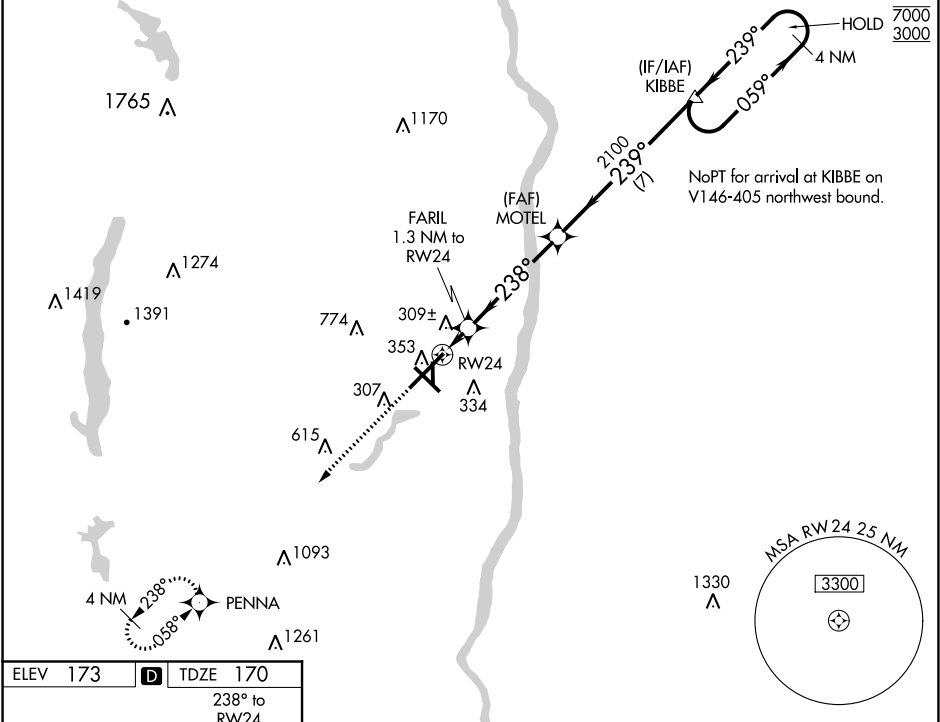 7000
3000
HOLD
239°
4 NM
059°
(IF/IAF)
KIBBE
1765
1170
2100
239°
(7)
NoPT for arrival at KIBBE on
V146-405 northwest bound.
(FAF)
MOTEL
FARIL
1.3 NM to
RW24
238°
1274
1419
1391
774
309±
353
RW24
307
334
615
MSA RW24 25 NM
3300
1093
1330
4 NM
238°
058°
PENNA
1261
ELEV 173 D TDZE 170
238° to
RW24